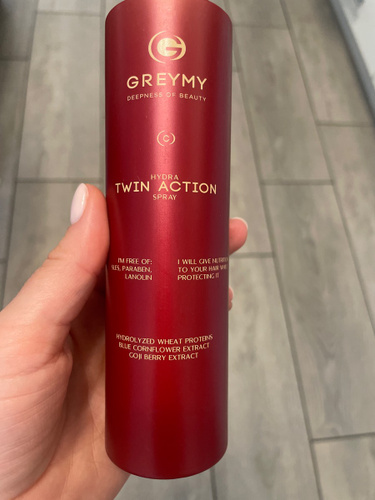 GREYMY
DEEPNESS OF BEAUTY
C
HYDRA
TWIN ACTION
SPRAY
I'M FREE OF:
PARABEN,
LANOLIN
I WILL GIVE
TO YOUR HAIR
PROTECTING IT
HYDROLYZED WHEAT PROTEINS
BLUE CORNFLOWER EXTRACT
GOJI BERRY EXTRACT